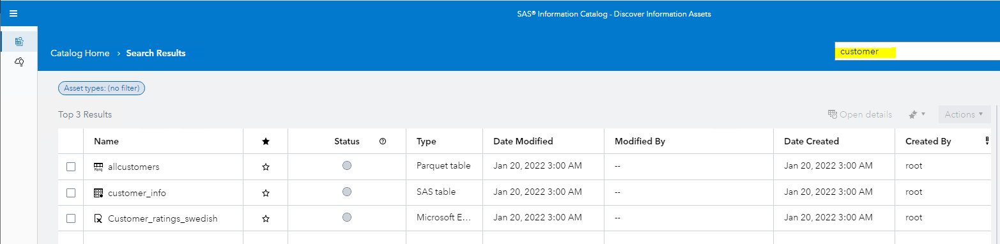 SAS® Information Catalog - Discover Information Assets
Catalog Home › Search Results
customer
Asset types: (no filter)
Top 3 Results
Open details
Actions
Name Status Type Date Modified Modified By Date Created Created By
Parq allcustomers Parquet table Jan 20, 2022 3:00 AM -- Jan 20, 2022 3:00 AM root
customer_info SAS table Jan 20, 2022 3:00 AM -- Jan 20, 2022 3:00 AM root
Customer_ratings_swedish Microsoft E... Jan 20, 2022 3:00 AM -- Jan 20, 2022 3:00 AM root